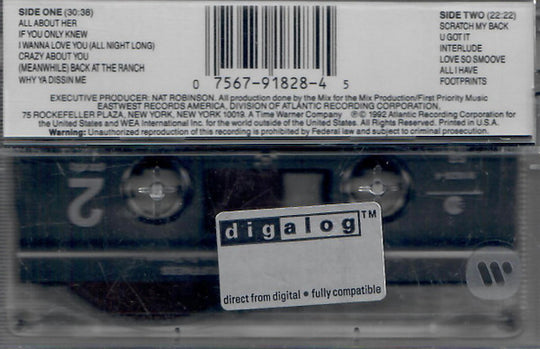 SIDE ONE (30:38)
ALL ABOUT HER
IF YOU ONLY KNEW
I WANNA LOVE YOU (ALL NIGHT LONG)
CRAZY ABOUT YOU
(MEANWHILE) BACK AT THE RANCH
WHY YA DISSIN ME
0 7567-91828-4 5
SIDE TWO (22:22)
SCRATCH MY BACK
U GOT IT
INTERLUDE
LOVE SO SMOOVE
ALL I HAVE
FOOTPRINTS
EXECUTIVE PRODUCER: NAT ROBINSON. All production done by the Mix for the Mix Production/First Priority Music
EASTWEST RECORDS AMERICA, DIVISION OF ATLANTIC RECORDING CORPORATION,
75 ROCKEFELLER PLAZA, NEW YORK, NEW YORK 10019. A Time Warner Company ℗© 1992 Atlantic Recording Corporation for
the United States and WEA International Inc. for the world outside of the United States. All Rights Reserved. Printed in U.S.A.
Warning: Unauthorized reproduction of this recording is prohibited by Federal law and subject to criminal prosecution.
2
digalog™
direct from digital • fully compatible